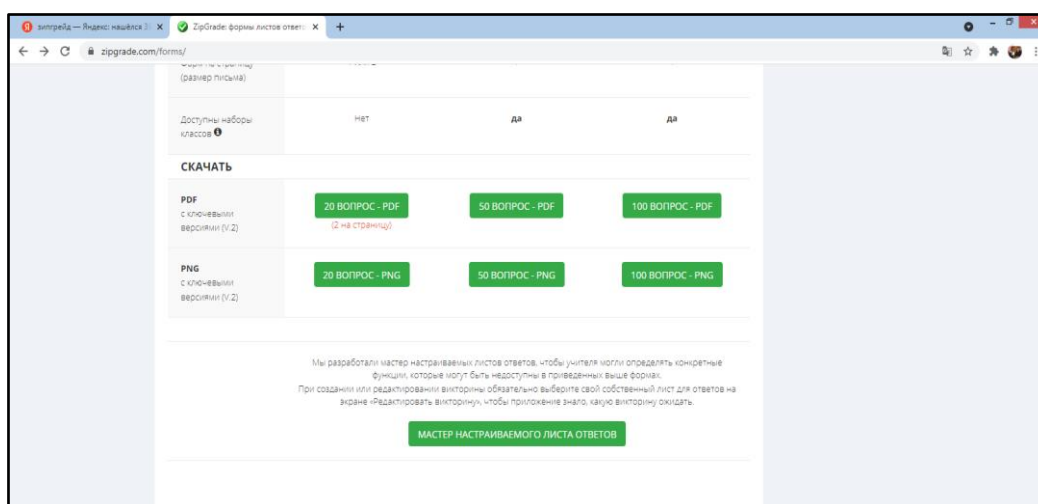 зипгрейд — Яндекс: нашёлся
ZipGrade: формы листов ответ
zipgrade.com/forms/
(размер письма)
Доступны наборы
классов
Нет
да
да
СКАЧАТЬ
PDF
с ключевыми
версиями (V.2)
20 ВОПРОС - PDF
(2 на страницу)
50 ВОПРОС - PDF
100 ВОПРОС - PDF
PNG
с ключевыми
версиями (V.2)
20 ВОПРОС - PNG
50 ВОПРОС - PNG
100 ВОПРОС - PNG
Мы разработали мастер настраиваемых листов ответов, чтобы учителя могли определять конкретные
функции, которые могут быть недоступны в приведенных выше формах.
При создании или редактировании викторины обязательно выберите свой собственный лист для ответов на
экране «Редактировать викторину», чтобы приложение знало, какую викторину ожидать.
МАСТЕР НАСТРАИВАЕМОГО ЛИСТА ОТВЕТОВ